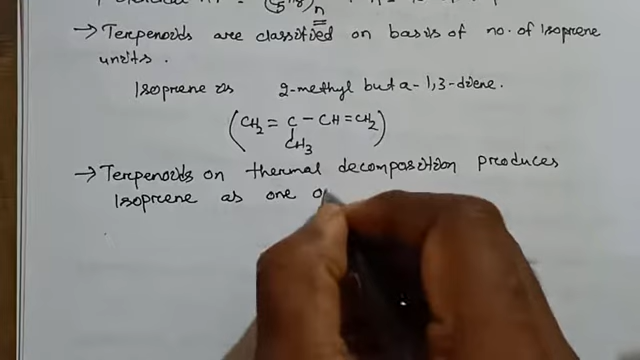 (C5H8)n
→ Terpenoids are classified on basis of no. of Isoprene
units.
Isoprene is 2-methyl buta-1,3-diene.
(CH2 = C - CH = CH2)
CH3
→ Terpenoids on thermal decomposition produces
Isoprene as one